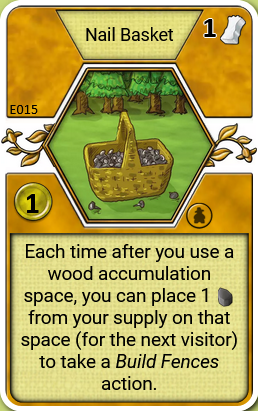 Nail Basket
1
E015
1
Each time after you use a
wood accumulation
space, you can place 1
from your supply on that
space (for the next visitor)
to take a Build Fences
action.